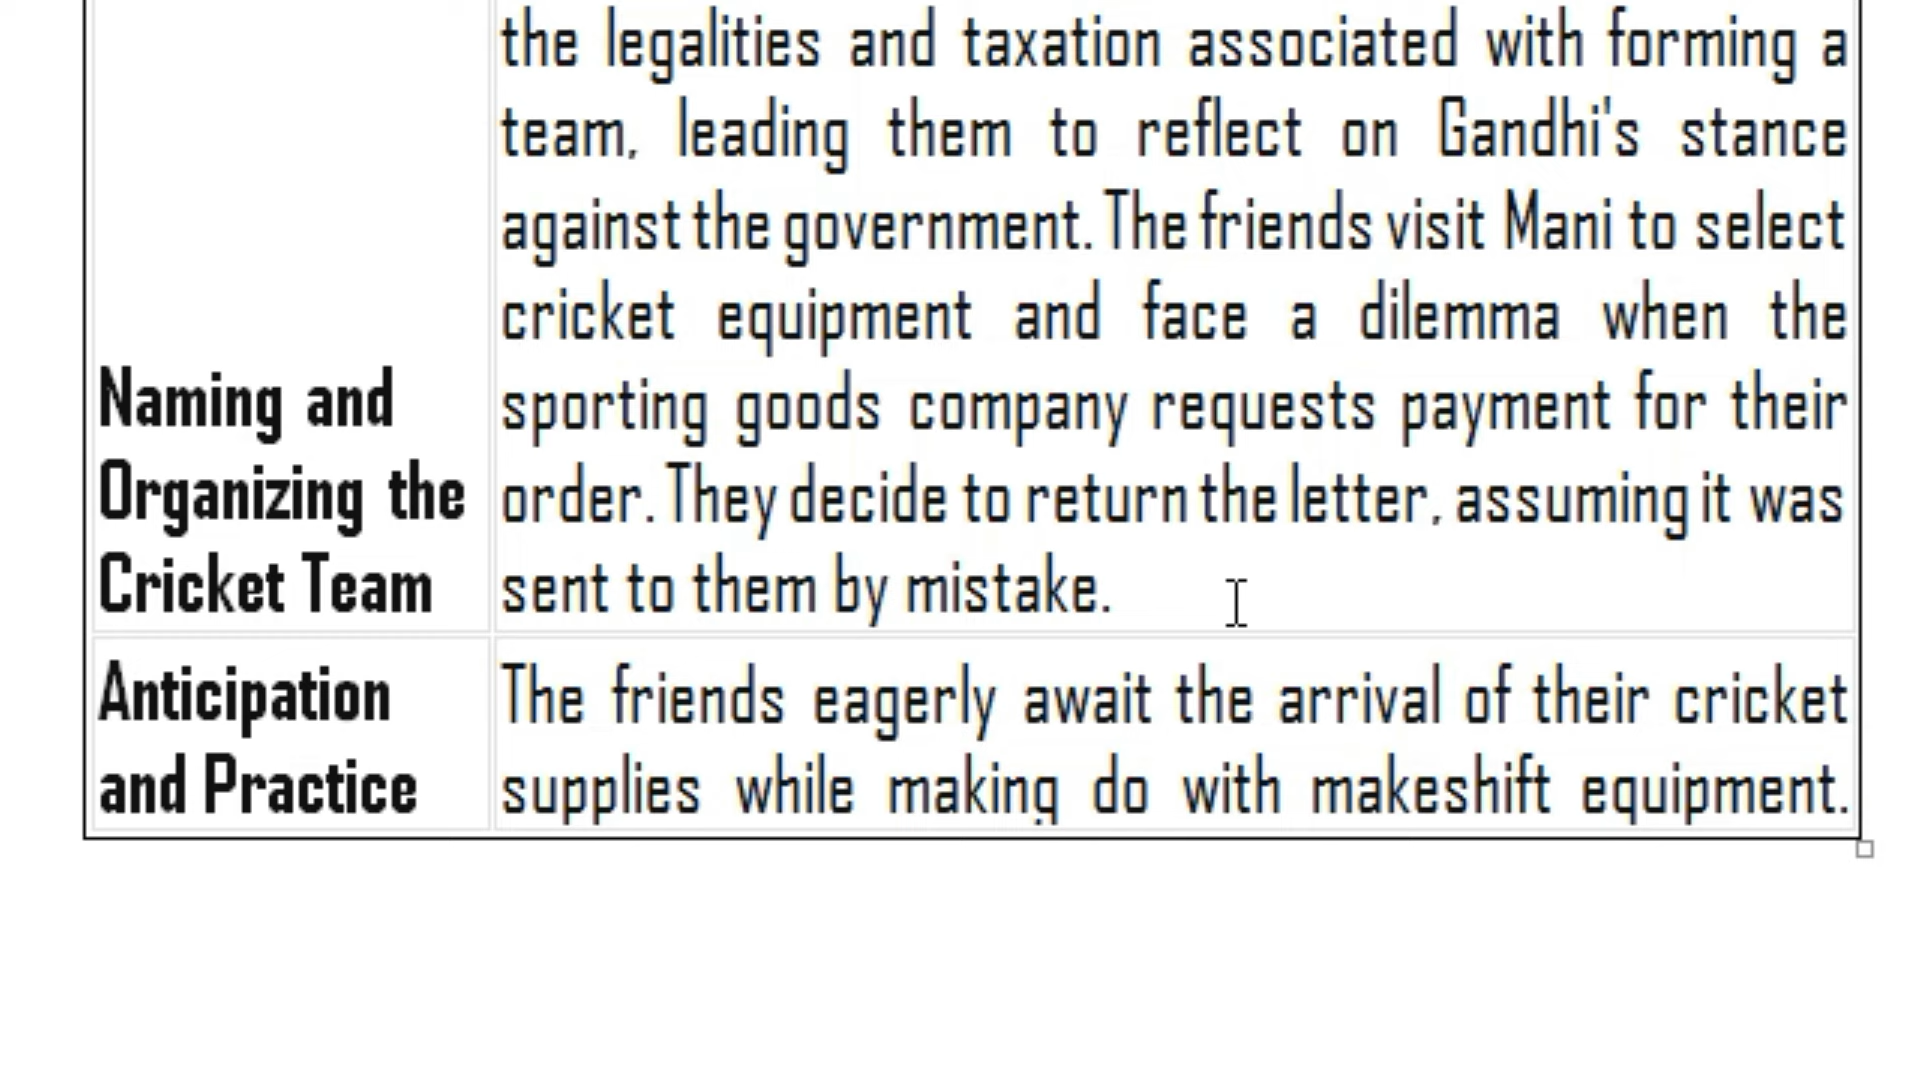 the legalities and taxation associated with forming a
team, leading them to reflect on Gandhi's stance
against the government. The friends visit Mani to select
cricket equipment and face a dilemma when the
sporting goods company requests payment for their
order. They decide to return the letter, assuming it was
sent to them by mistake.
Naming and
Organizing the
Cricket Team
The friends eagerly await the arrival of their cricket
supplies while making do with makeshift equipment.
Anticipation
and Practice